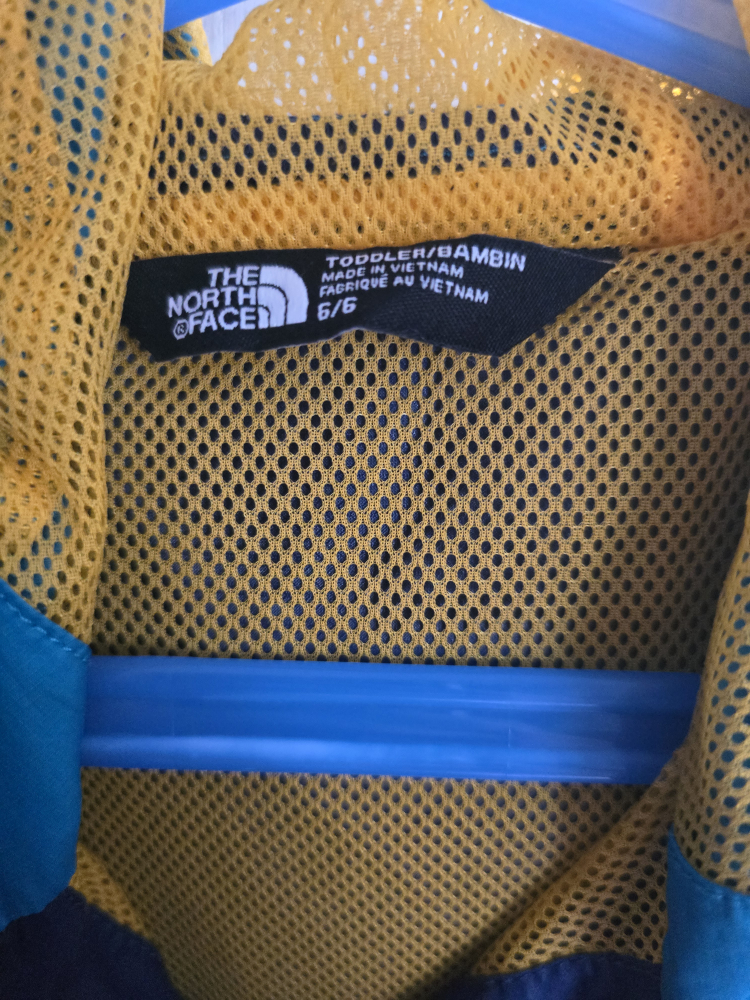 THE
NORTH
FACE
TODDLER/BAMBIN
MADE IN VIETNAM
FABRIQUÉ AU VIETNAM
6/6